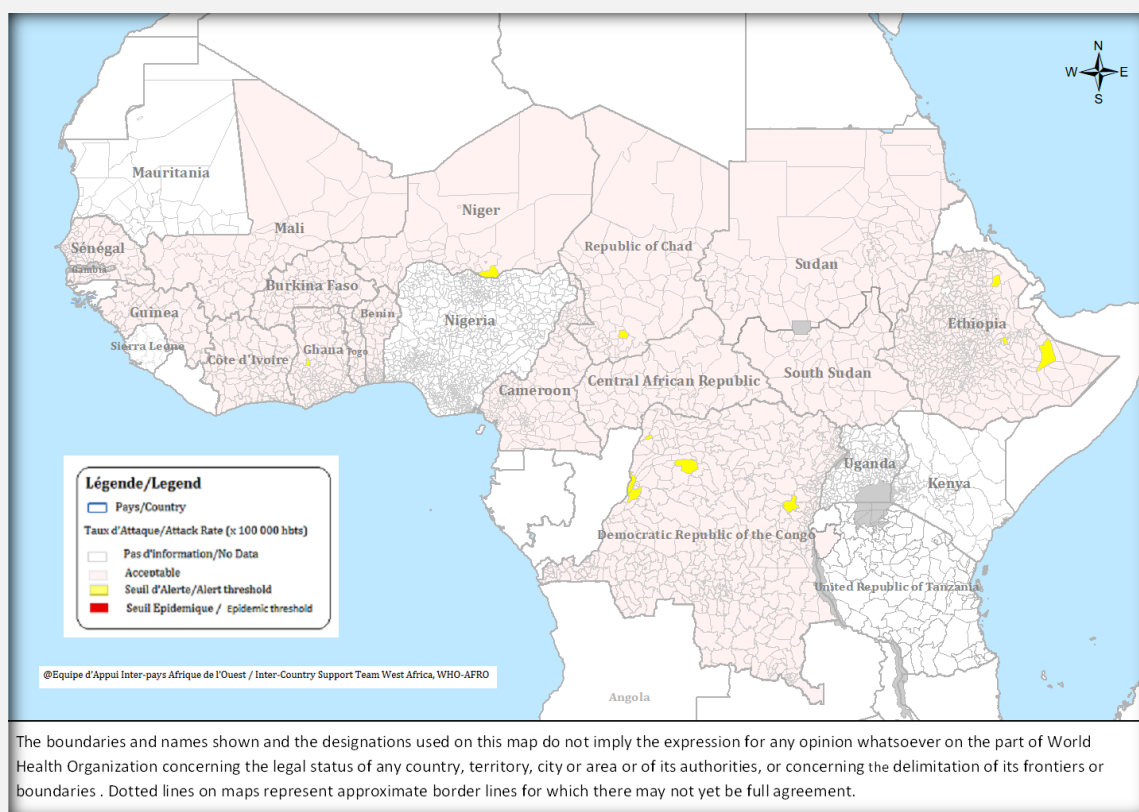 N
W E
S
Mauritania
Mali
Niger
Republic of Chad
Sudan
Sénégal
Gambia
Burkina Faso
Guinea
Benin
Nigeria
Ethiopia
Sierra Leone
Côte d'Ivoire
Ghana
Togo
Cameroon
Central African Republic
South Sudan
Uganda
Kenya
Democratic Republic of the Congo
United Republic of Tanzania
Angola
Légende/Legend
Pays/Country
Taux d'Attaque/Attack Rate (x 100 000 hbts)
Pas d'information/No Data
Acceptable
Seuil d'Alerte/Alert threshold
Seuil Epidemique / Epidemic threshold
@Equipe d'Appui Inter-pays Afrique de l'Ouest / Inter-Country Support Team West Africa, WHO-AFRO
The boundaries and names shown and the designations used on this map do not imply the expression for any opinion whatsoever on the part of World
Health Organization concerning the legal status of any country, territory, city or area or of its authorities, or concerning the delimitation of its frontiers or
boundaries . Dotted lines on maps represent approximate border lines for which there may not yet be full agreement.